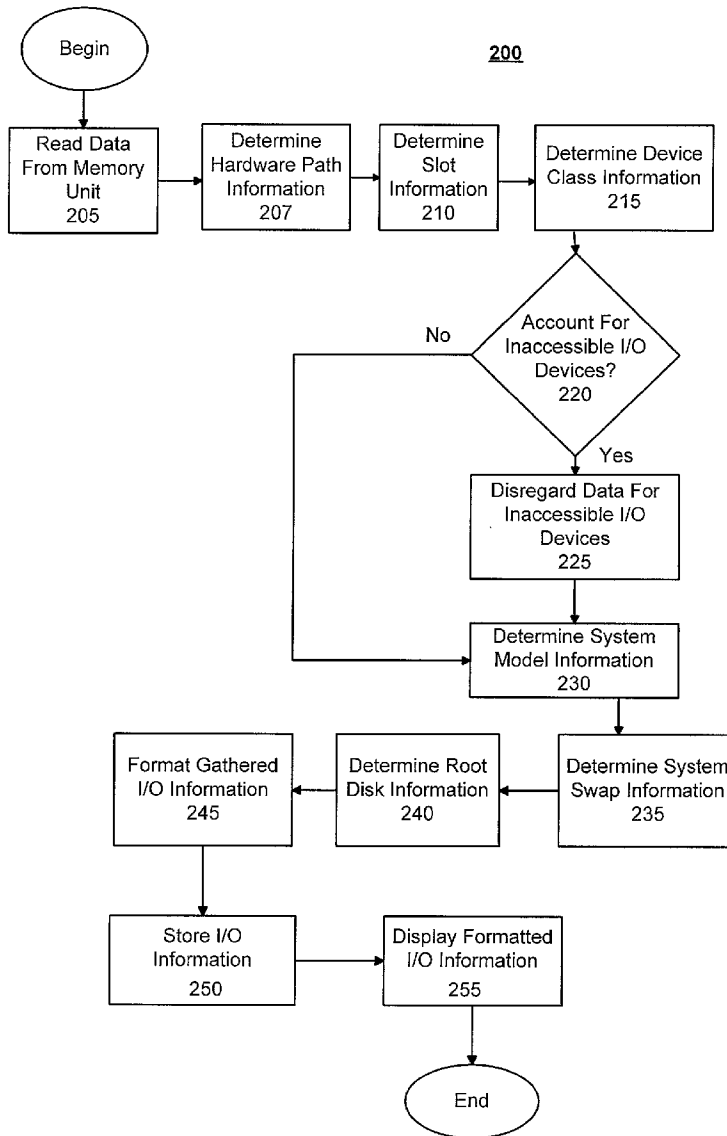 Begin
200
Read Data
From Memory
Unit
205
Determine
Hardware Path
Information
207
Determine
Slot
Information
210
Determine Device
Class Information
215
Account For
Inaccessible I/O
Devices?
220
No
Yes
Disregard Data For
Inaccessible I/O
Devices
225
Determine System
Model Information
230
Determine System
Swap Information
235
Determine Root
Disk Information
240
Format Gathered
I/O Information
245
Store I/O
Information
250
Display Formatted
I/O Information
255
End